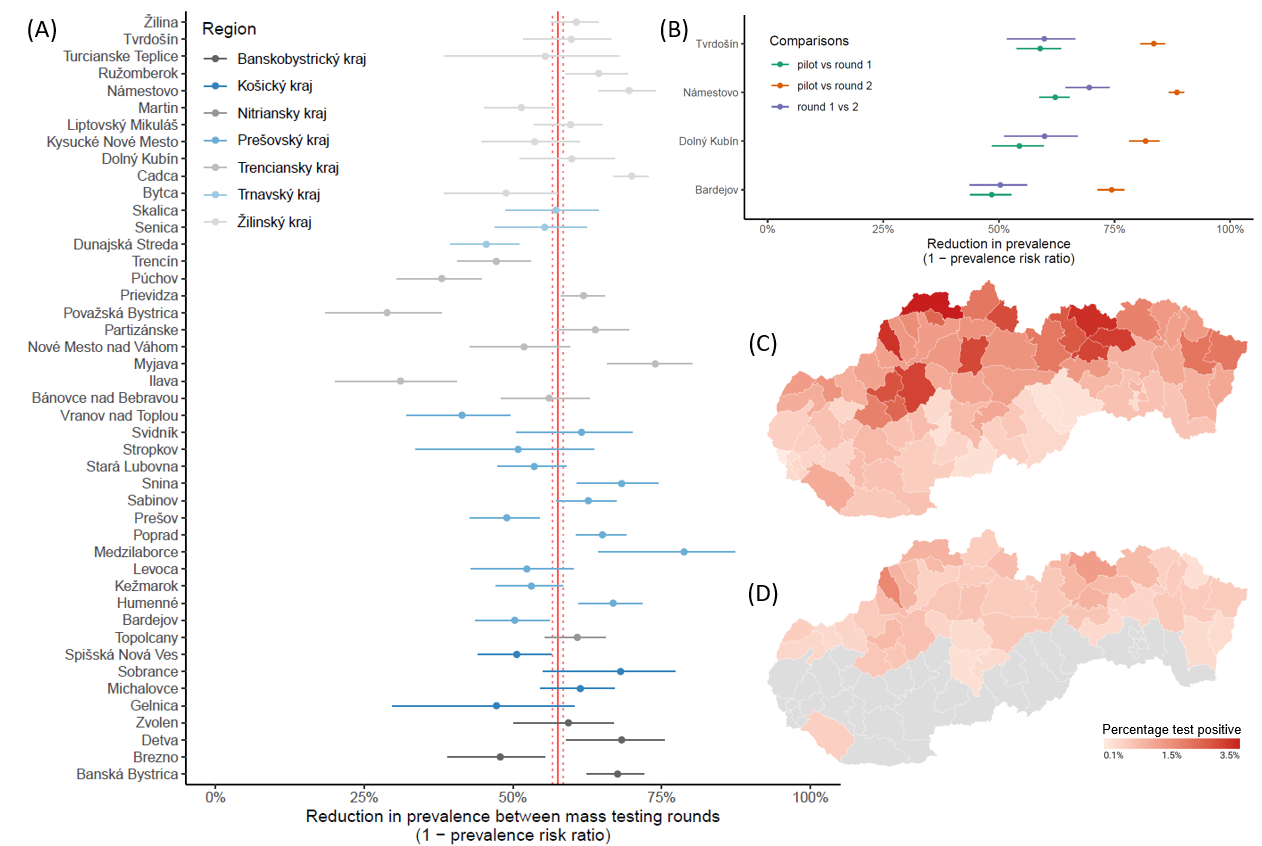 (A)
Žilina
Tvrdošín
Turcianske Teplice
Ružomberok
Námestovo
Martin
Liptovský Mikuláš
Kysucké Nové Mesto
Dolný Kubín
Cadca
Bytca
Skalica
Senica
Dunajská Streda
Trencín
Púchov
Prievidza
Považská Bystrica
Partizánske
Nové Mesto nad Váhom
Myjava
Ilava
Bánovce nad Bebravou
Vranov nad Toplou
Svidník
Stropkov
Stará Lubovna
Snina
Sabinov
Prešov
Poprad
Medzilaborce
Levoca
Kežmarok
Humenné
Bardejov
Topolcany
Spišská Nová Ves
Sobrance
Michalovce
Gelnica
Zvolen
Detva
Brezno
Banská Bystrica
Region
Banskobystrický kraj
Košický kraj
Nitriansky kraj
Prešovský kraj
Trenciansky kraj
Trnavský kraj
Žilinský kraj
0% 25% 50% 75% 100%
Reduction in prevalence between mass testing rounds
(1 − prevalence risk ratio)
(B)
Tvrdošín
Námestovo
Dolný Kubín
Bardejov
Comparisons
pilot vs round 1
pilot vs round 2
round 1 vs 2
0% 25% 50% 75% 100%
Reduction in prevalence
(1 − prevalence risk ratio)
(C)
(D)
Percentage test positive
0.1% 1.5% 3.5%